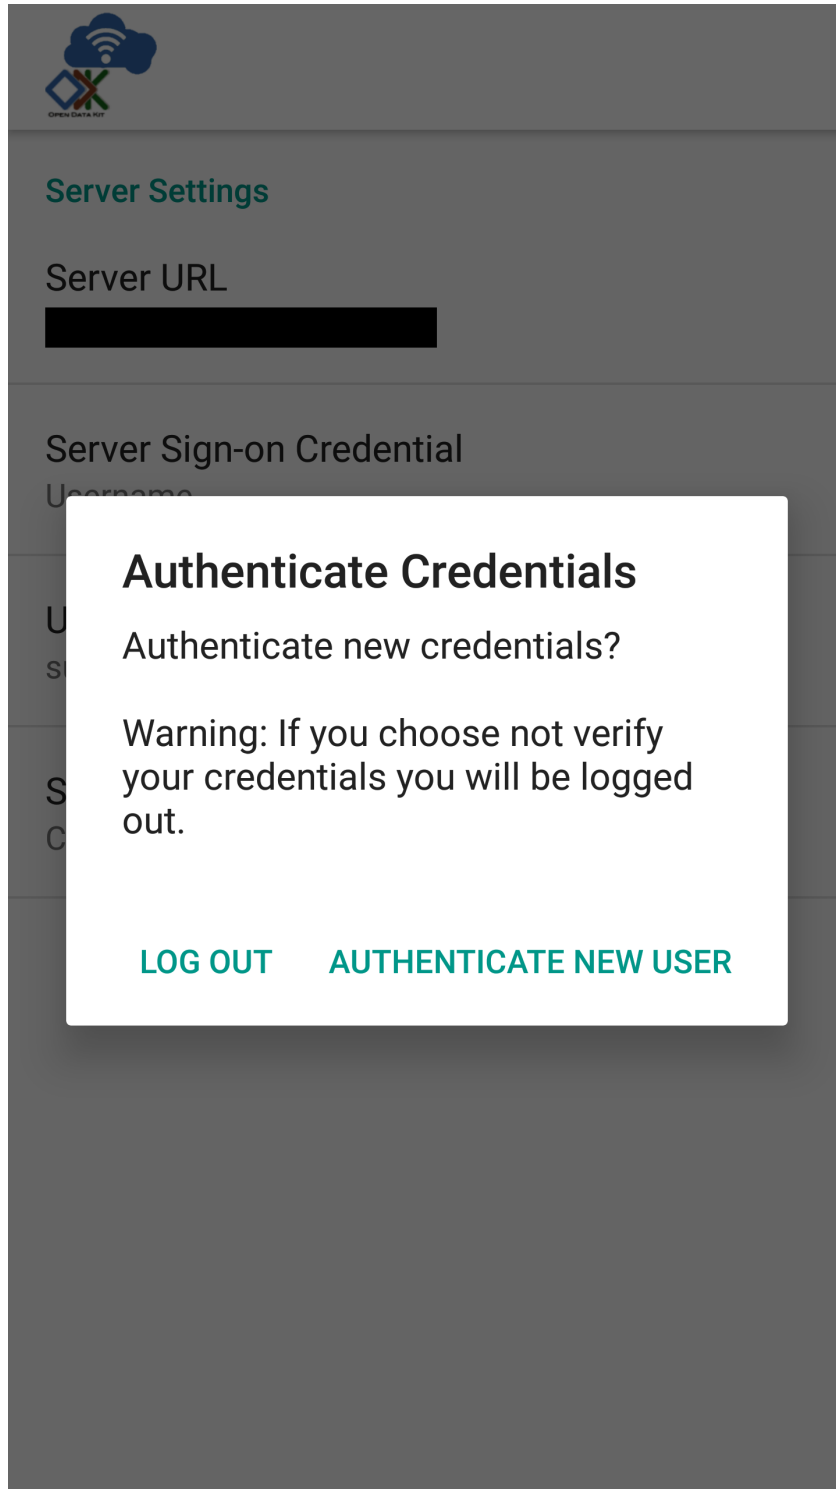 OPEN DATA KIT
Server Settings
Server URL
Server Sign-on Credential
Username
Authenticate Credentials
Authenticate new credentials?
Warning: If you choose not verify
your credentials you will be logged
out.
LOG OUT AUTHENTICATE NEW USER